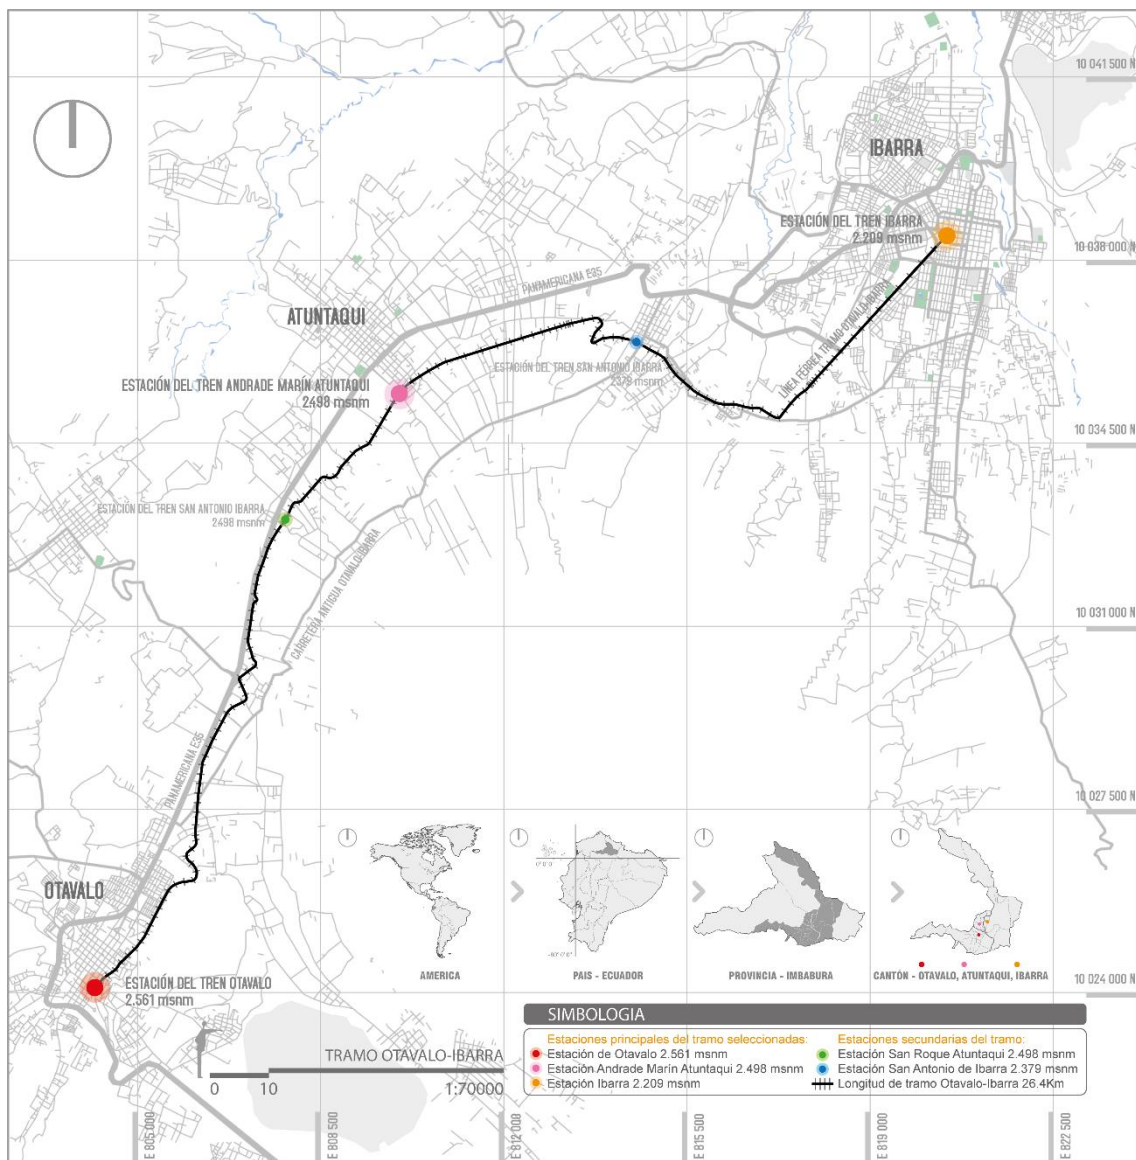 10 041 500 N
IBARRA
ESTACIÓN DEL TREN IBARRA
2.209 msnm
10 038 000 N
PANAMERICANA E35
ATUNTAQUI
LÍNEA FÉRREA TRAMO OTAVALO-IBARRA
ESTACIÓN DEL TREN SAN ANTONIO IBARRA
2379 msnm
ESTACIÓN DEL TREN ANDRADE MARÍN ATUNTAQUI
2498 msnm
10 034 500 N
ESTACIÓN DEL TREN SAN ANTONIO IBARRA
2498 msnm
CARRETERA ANTIGUA OTAVALO-IBARRA
10 031 000 N
PANAMERICANA E35
10 027 500 N
OTAVALO
0°0'0"
AMERICA
PAIS - ECUADOR
PROVINCIA - IMBABURA
CANTÓN - OTAVALO, ATUNTAQUI, IBARRA
ESTACIÓN DEL TREN OTAVALO
2.561 msnm
10 024 000 N
SIMBOLOGIA
TRAMO OTAVALO-IBARRA
0 10 1:70000
Estaciones principales del tramo seleccionadas:
Estación de Otavalo 2.561 msnm
Estación Andrade Marín Atuntaqui 2.498 msnm
Estación Ibarra 2.209 msnm
Estaciones secundarias del tramo:
Estación San Roque Atuntaqui 2.498 msnm
Estación San Antonio de Ibarra 2.379 msnm
Longitud de tramo Otavalo-Ibarra 26.4Km
E 805 000
E 808 500
E 812 000
E 815 500
E 819 000
E 822 500